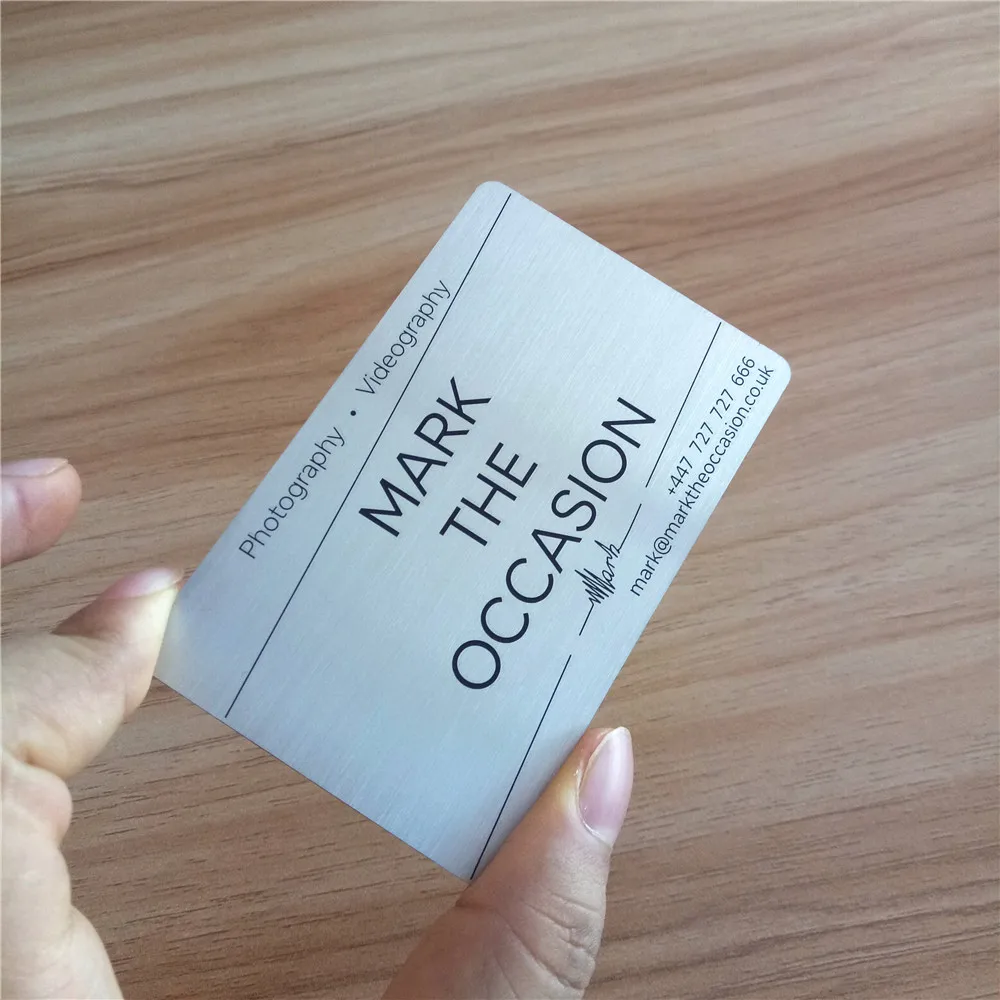 Photography • Videography
MARK
THE
OCCASION
Mark
+447 727 727 666
mark@marktheoccasion.co.uk